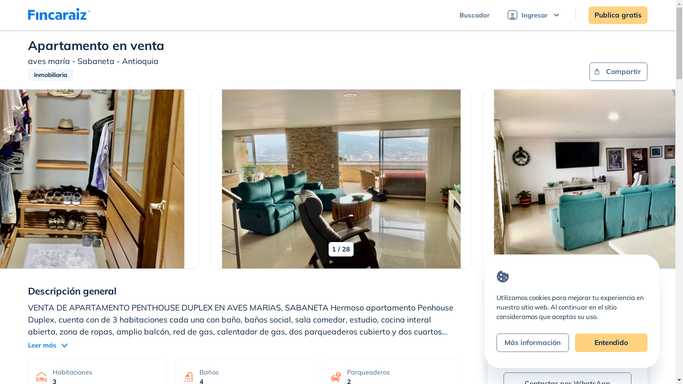 Fincaraiz
Buscador
Ingresar
Publica gratis
Apartamento en venta
aves maría - Sabaneta - Antioquia
Inmobiliaria
Compartir
1 / 28
Descripción general
VENTA DE APARTAMENTO PENTHOUSE DUPLEX EN AVES MARIAS, SABANETA Hermoso apartamento Penhouse
Duplex, cuenta con de 3 habitaciones cada una con baño, baños social, sala comedor, estudio, cocina interal
abierta, zona de ropas, amplio balcón, red de gas, calentador de gas, dos parqueaderos cubierto y dos cuartos...
Leer más
Habitaciones
3
Baños
4
Parqueaderos
2
Utilizamos cookies para mejorar tu experiencia en
nuestro sitio web. Al continuar en el sitio
consideramos que aceptas su uso.
Más información
Entendido
Contactar por WhatsApp